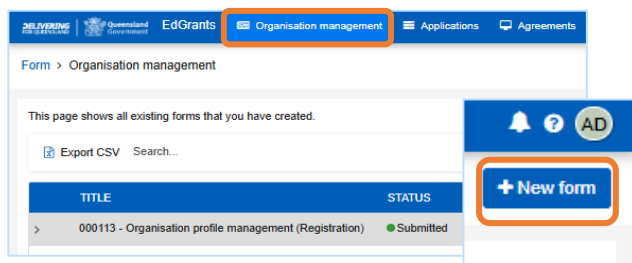 DELIVERING FOR QUEENSLAND Queensland Government EdGrants Organisation management Applications Agreements
Form > Organisation management
This page shows all existing forms that you have created.
Export CSV Search...
TITLE STATUS
> 000113 - Organisation profile management (Registration) Submitted
? AD
+ New form